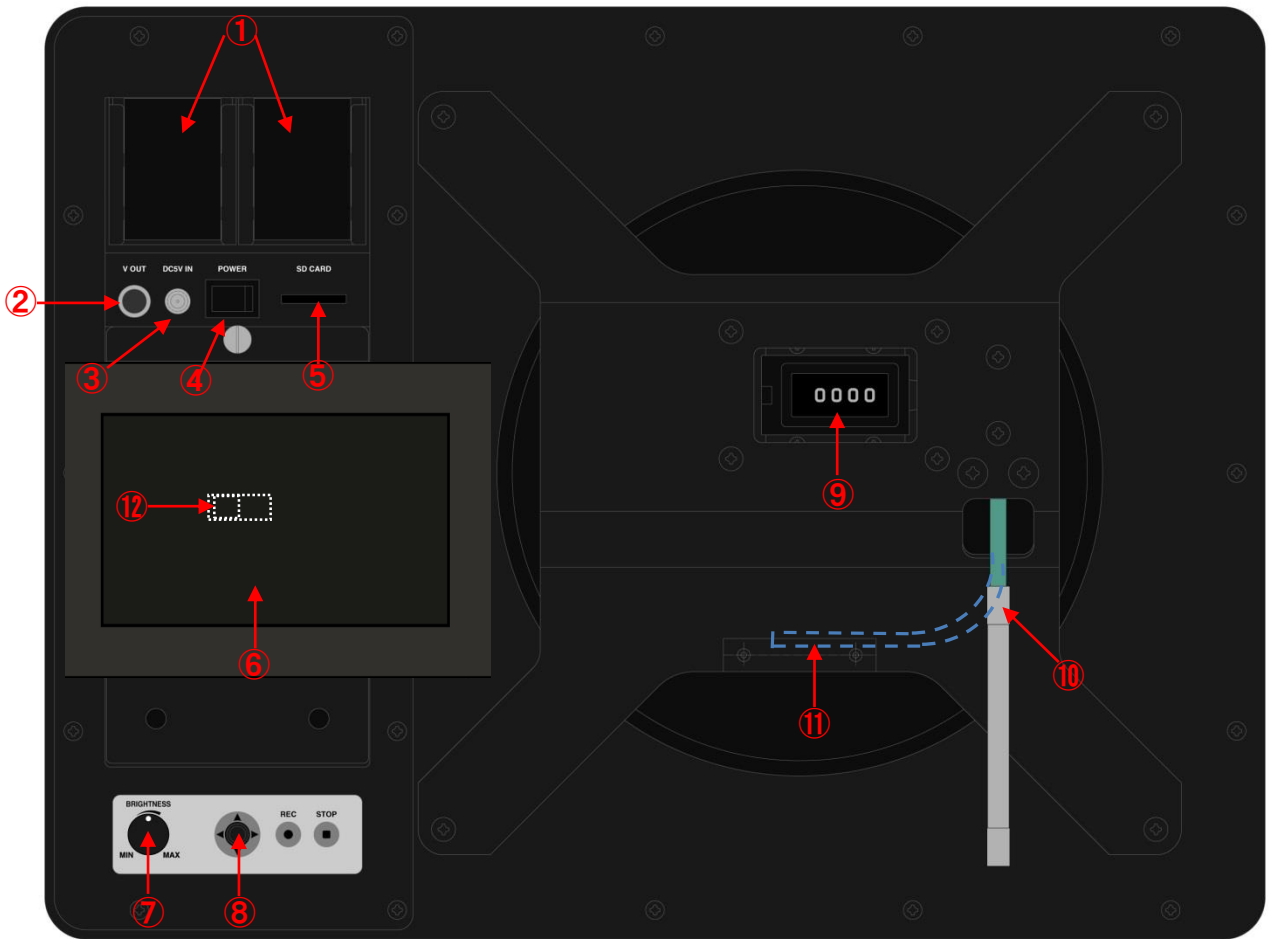 ①
V OUT DC5V IN POWER SD CARD
②
③ ④ ⑤
0000
⑨
⑫
⑥
⑩
⑪
BRIGHTNESS
REC STOP
MIN MAX
⑦ ⑧